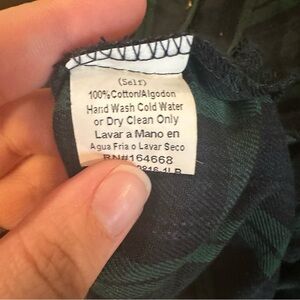 (Self)
100%Cotton/Algodon
Hand Wash Cold Water
or Dry Clean Only
Lavar a Mano en
Agua Fria o Lavar Seco
RN#164668